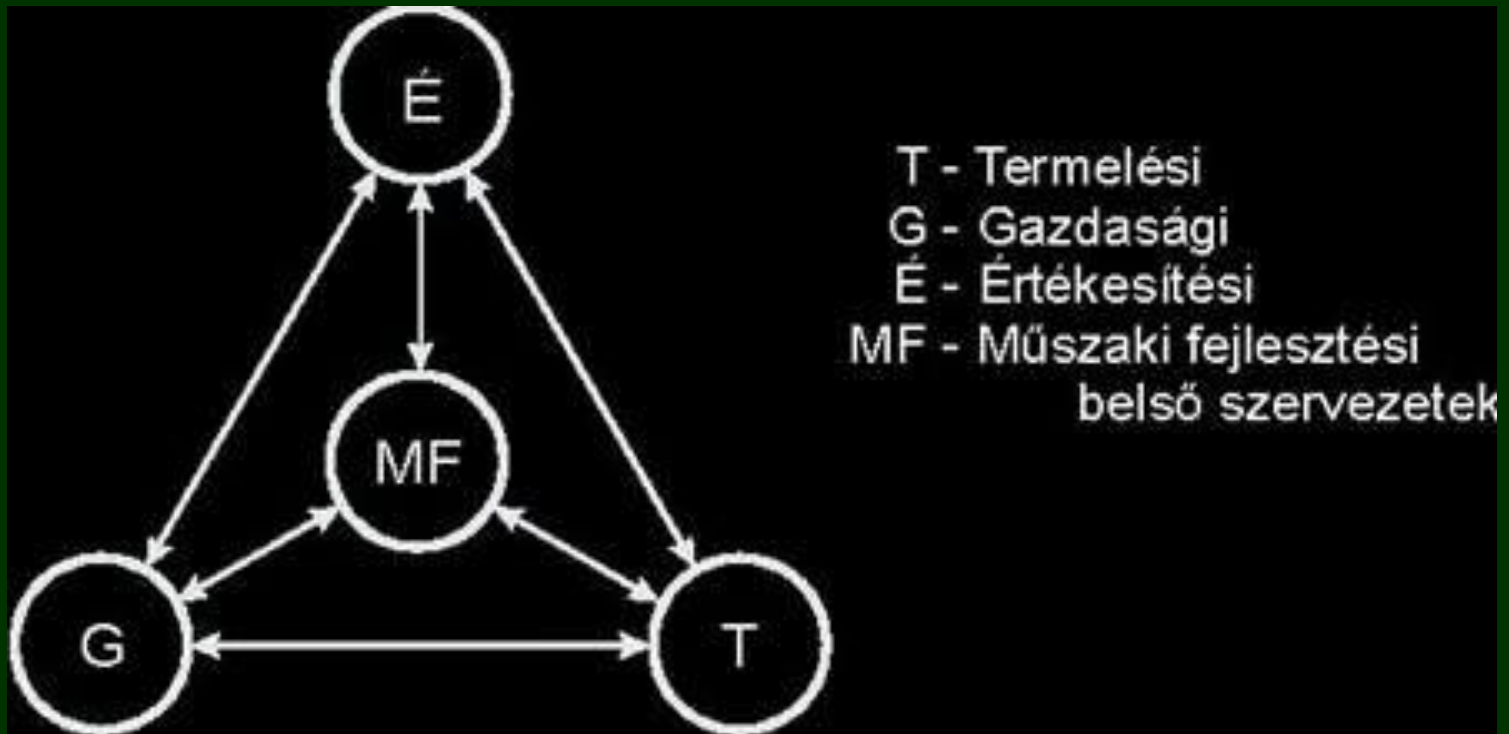 É
MF
G
T
T - Termelési
G - Gazdasági
É - Értékesítési
MF - Műszaki fejlesztési
belső szervezetek